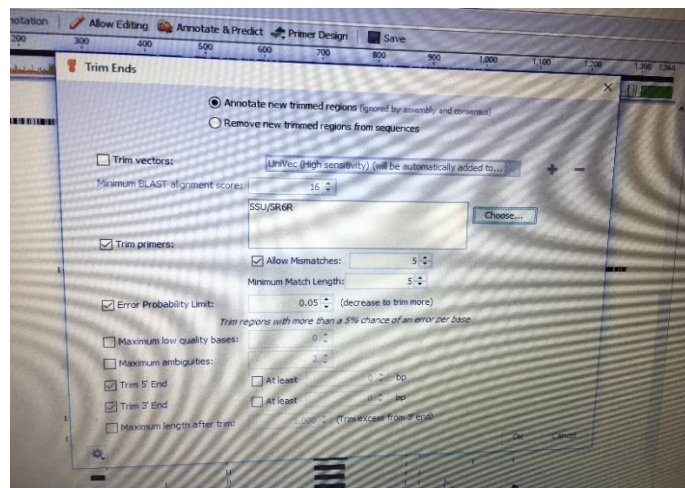 notation Allow Editing Annotate & Predict Primer Design Save
200 300 400 500 600 700 800 900 1,000 1,100 1,200 1,300 1,364
Trim Ends
Annotate new trimmed regions (ignored by assembly and consensus)
Remove new trimmed regions from sequences
Trim vectors: UniVec (High sensitivity) (will be automatically added to...
Minimum BLAST alignment score: 16
SSU/SR6R
Choose...
Trim primers:
Allow Mismatches: 5
Minimum Match Length: 5
Error Probability Limit: 0.05 (decrease to trim more)
Trim regions with more than a 5% chance of an error per base
Maximum low quality bases: 0
Maximum ambiguities: 2
Trim 5' End At least 0 bp
Trim 3' End At least 0 bp
Maximum length after trim: 1,000 (Trim excess from 3' end)
OK Cancel